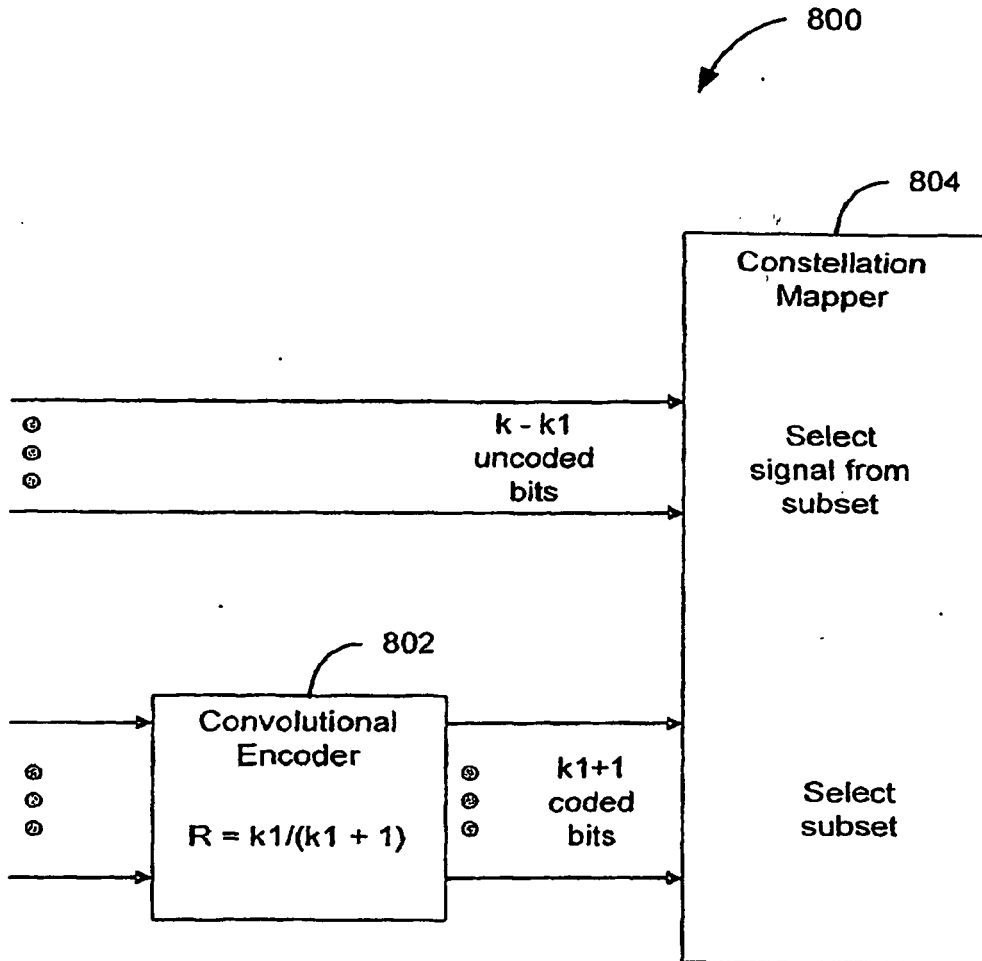 800
804
Constellation
Mapper
k - k1
uncoded
bits
Select
signal from
subset
802
Convolutional
Encoder
R = k1/(k1 + 1)
k1+1
coded
bits
Select
subset